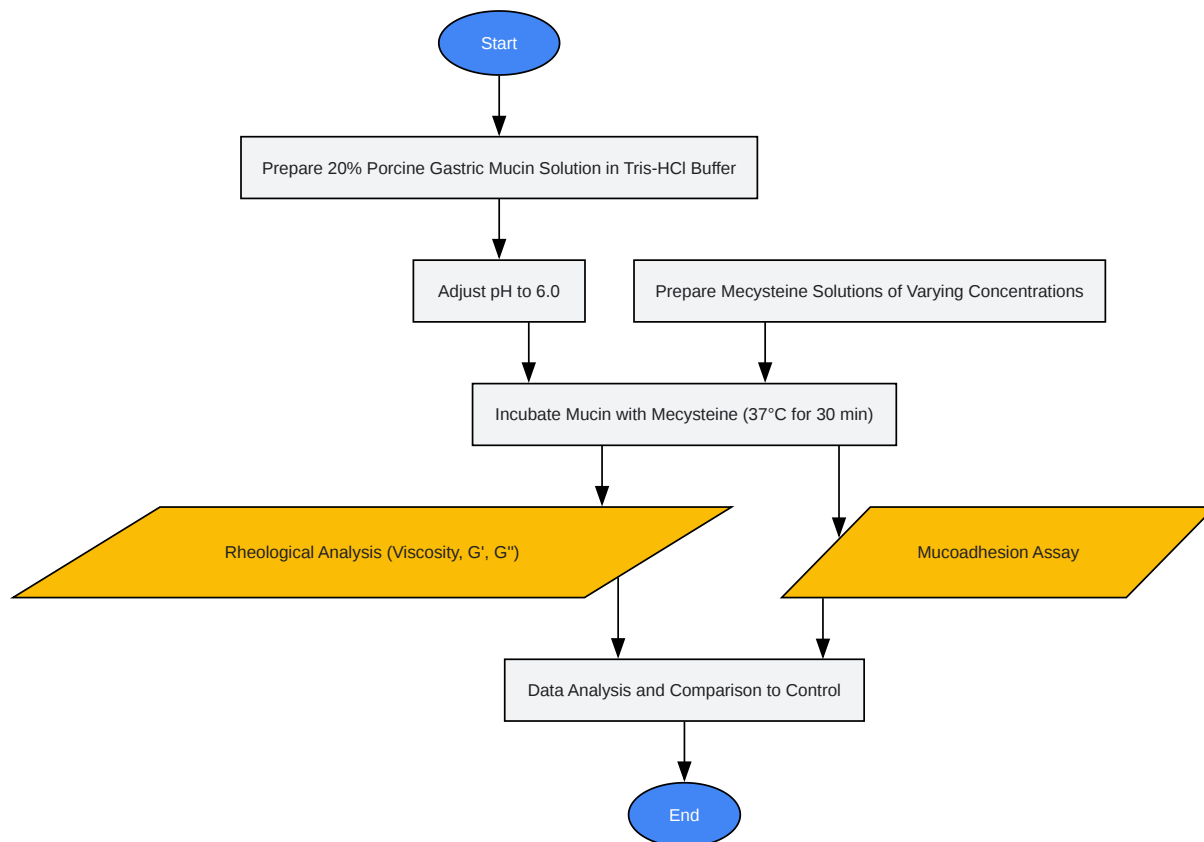 Start
Prepare 20% Porcine Gastric Mucin Solution in Tris-HCl Buffer
Adjust pH to 6.0
Prepare Mecysteine Solutions of Varying Concentrations
Incubate Mucin with Mecysteine (37°C for 30 min)
Rheological Analysis (Viscosity, G', G")
Mucoadhesion Assay
Data Analysis and Comparison to Control
End